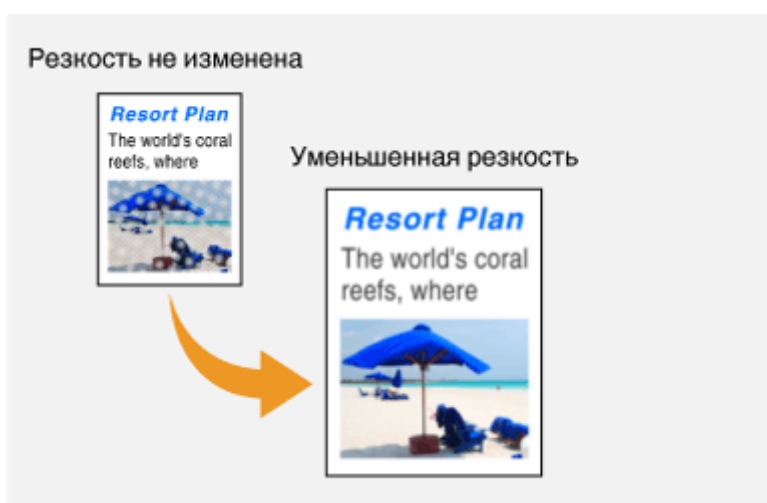 Резкость не изменена
Resort Plan
The world's coral
reefs, where
Уменьшенная резкость
Resort Plan
The world's coral
reefs, where